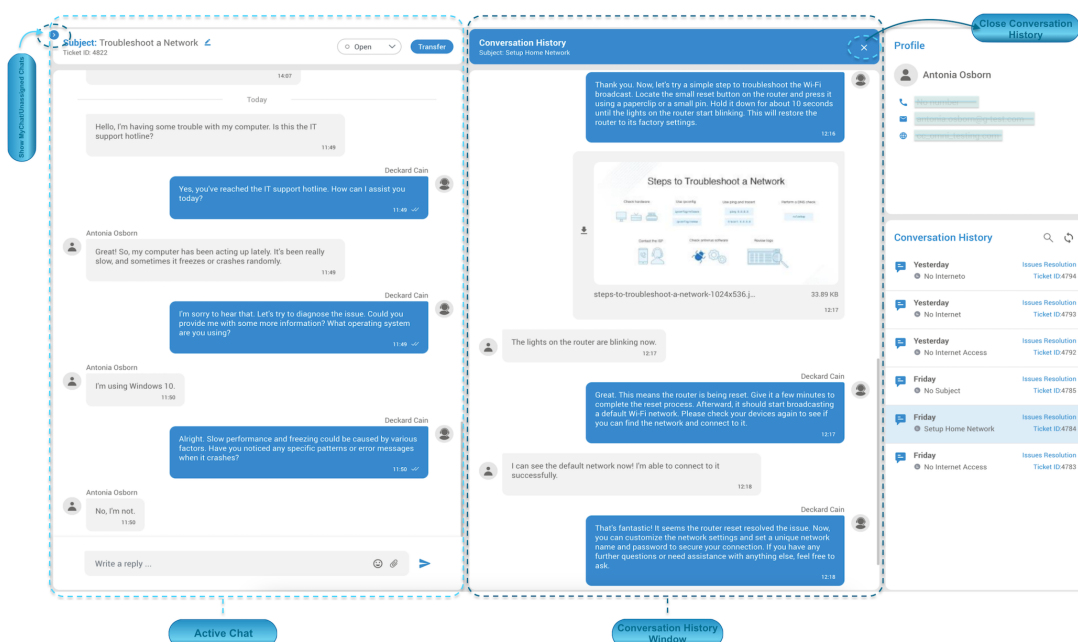 Show MyChat/Unassigned Chats
Subject: Troubleshoot a Network
Ticket ID: 4822
Open
Transfer
14:07
Today
Hello, I'm having some trouble with my computer. Is this the IT
support hotline?
11:49
Deckard Cain
Yes, you've reached the IT support hotline. How can I assist you
today?
11:49
Antonia Osborn
Great! So, my computer has been acting up lately. It's been really
slow, and sometimes it freezes or crashes randomly.
11:49
Deckard Cain
I'm sorry to hear that. Let's try to diagnose the issue. Could you
provide me with some more information? What operating system
are you using?
11:49
Antonia Osborn
I'm using Windows 10.
11:50
Deckard Cain
Alright. Slow performance and freezing could be caused by various
factors. Have you noticed any specific patterns or error messages
when it crashes?
11:50
Antonia Osborn
No, I'm not.
11:50
Write a reply ...
Active Chat
Conversation History
Subject: Setup Home Network
Thank you. Now, let's try a simple step to troubleshoot the Wi-Fi
broadcast. Locate the small reset button on the router and press it
using a paperclip or a small pin. Hold it down for about 10 seconds
until the lights on the router start blinking. This will restore the
router to its factory settings.
12:16
Steps to Troubleshoot a Network
Check hardware
Use ipconfig
Use ping and tracert
Perform a DNS check
Contact the ISP
Check antivirus software
Review logs
steps-to-troubleshoot-a-network-1024x536.j...
33.89 KB
12:17
The lights on the router are blinking now.
12:17
Deckard Cain
Great. This means the router is being reset. Give it a few minutes to
complete the reset process. Afterward, it should start broadcasting
a default Wi-Fi network. Please check your devices again to see if
you can find the network and connect to it.
12:17
I can see the default network now! I'm able to connect to it
successfully.
12:18
Deckard Cain
That's fantastic! It seems the router reset resolved the issue. Now,
you can customize the network settings and set a unique network
name and password to secure your connection. If you have any
further questions or need assistance with anything else, feel free to
ask.
12:18
Conversation History
Window
Close Conversation
History
Profile
Antonia Osborn
Conversation History
Yesterday
Issues Resolution
No Interneto
Ticket ID:4794
Yesterday
Issues Resolution
No Internet
Ticket ID:4793
Yesterday
Issues Resolution
No Internet Access
Ticket ID:4792
Friday
Issues Resolution
No Subject
Ticket ID:4785
Friday
Issues Resolution
Setup Home Network
Ticket ID:4784
Friday
Issues Resolution
No Internet Access
Ticket ID:4783